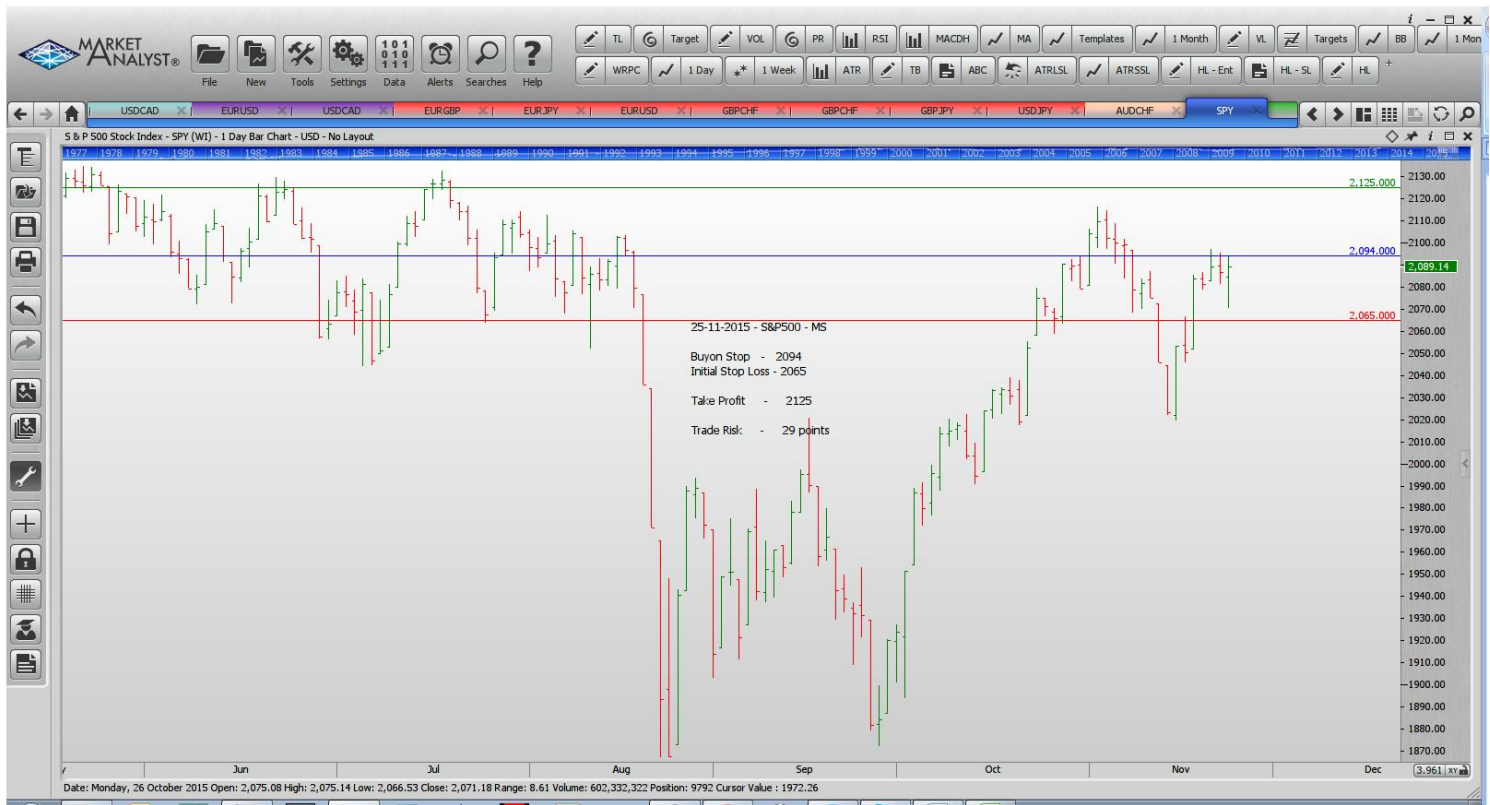 i
MARKET ANALYST®
File New Tools Settings Data Alerts Searches Help
101 010 111
TL Target VOL PR RSI MACDH MA Templates 1 Month VL Targets BB 1 Mon
WRPC 1 Day 1 Week ATR TB ABC ATRLSL ATRSSL HL - Ent HL - SL HL +
USDCAD EURUSD USDCAD EURGBP EURJPY EURUSD GBPCHF GBPCHF GBPJPY USDJPY AUDCHF SPY
S & P 500 Stock Index - SPY (WI) - 1 Day Bar Chart - USD - No Layout
1977 1978 1979 1980 1981 1982 1983 1984 1985 1986 1987 1988 1989 1990 1991 1992 1993 1994 1995 1996 1997 1998 1999 2000 2001 2002 2003 2004 2005 2006 2007 2008 2009 2010 2011 2012 2013 2014
2130.00
2,125.000
2120.00
2110.00
2100.00
2,094.000
2,089.14
2080.00
2070.00
2,065.000
2060.00
2050.00
2040.00
2030.00
2020.00
2010.00
2000.00
1990.00
1980.00
1970.00
1960.00
1950.00
1940.00
1930.00
1920.00
1910.00
1900.00
1890.00
1880.00
1870.00
25-11-2015 - S&P500 - MS
Buyon Stop - 2094
Initial Stop Loss - 2065
Take Profit - 2125
Trade Risk - 29 points
Jun Jul Aug Sep Oct Nov Dec
3.961 XY
Date: Monday, 26 October 2015 Open: 2,075.08 High: 2,075.14 Low: 2,066.53 Close: 2,071.18 Range: 8.61 Volume: 602,332,322 Position: 9792 Cursor Value : 1972.26